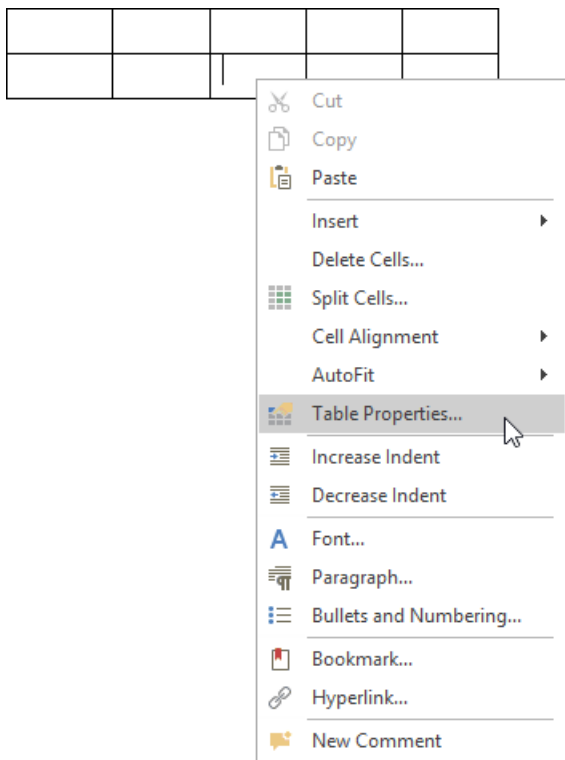 Cut
Copy
Paste
Insert
Delete Cells...
Split Cells...
Cell Alignment
AutoFit
Table Properties...
Increase Indent
Decrease Indent
Font...
Paragraph...
Bullets and Numbering...
Bookmark...
Hyperlink...
New Comment